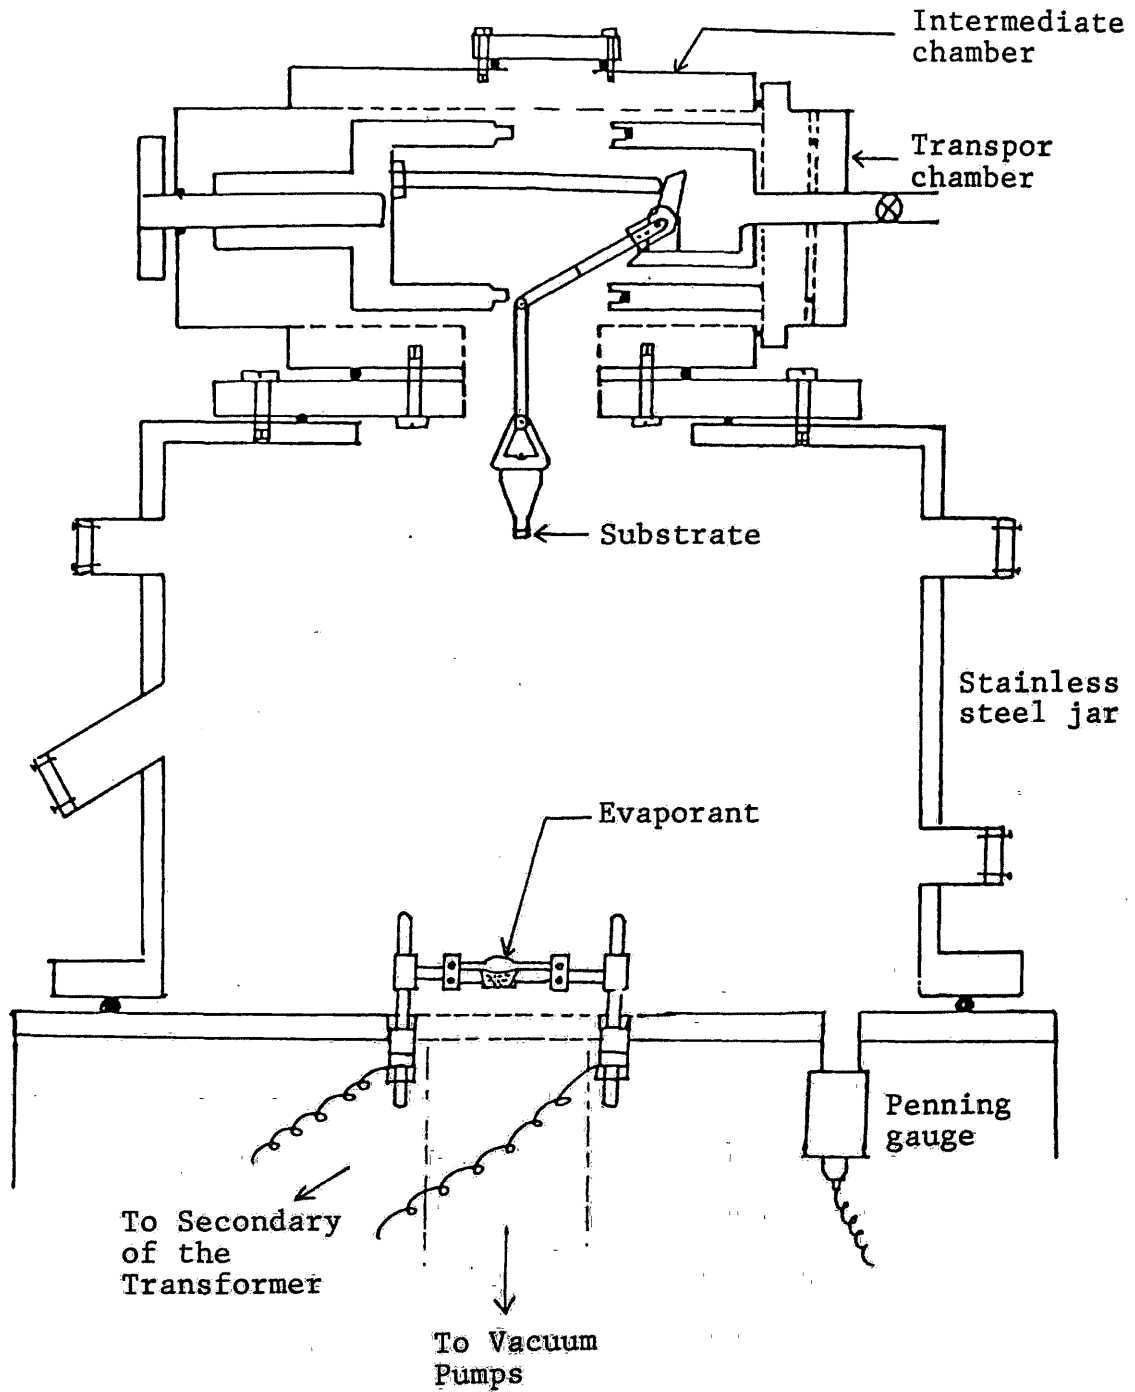 Intermediate
chamber
Transpor
chamber
Substrate
Stainless
steel jar
Evaporant
Penning
gauge
To Secondary
of the
Transformer
To Vacuum
Pumps